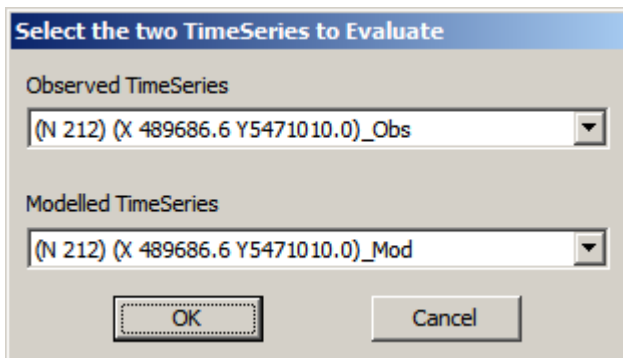 Select the two TimeSeries to Evaluate
Observed TimeSeries
(N 212) (X 489686.6 Y5471010.0)_Obs
Modelled TimeSeries
(N 212) (X 489686.6 Y5471010.0)_Mod
OK Cancel